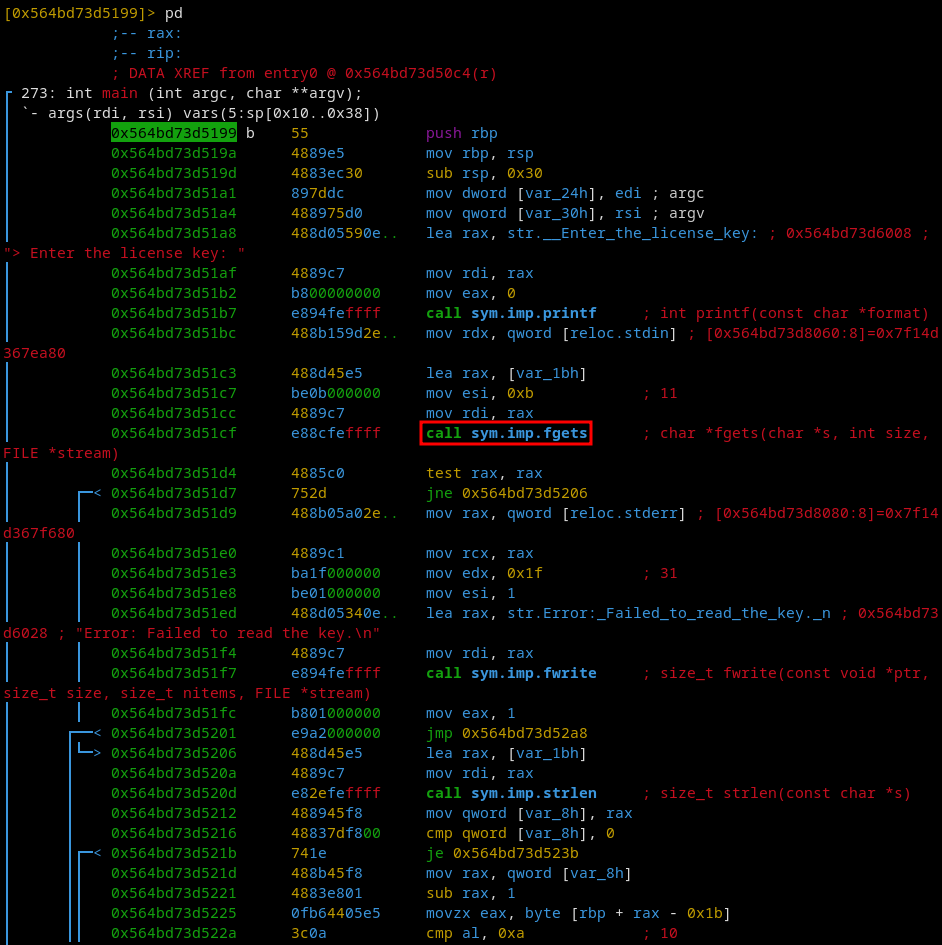 [0x564bd73d5199]> pd
;-- rax:
;-- rip:
; DATA XREF from entry0 @ 0x564bd73d50c4(r)
273: int main (int argc, char **argv);
`- args(rdi, rsi) vars(5:sp[0x10..0x38])
0x564bd73d5199 b 55 push rbp
0x564bd73d519a 4889e5 mov rbp, rsp
0x564bd73d519d 4883ec30 sub rsp, 0x30
0x564bd73d51a1 897ddc mov dword [var_24h], edi ; argc
0x564bd73d51a4 488975d0 mov qword [var_30h], rsi ; argv
0x564bd73d51a8 488d05590e.. lea rax, str.__Enter_the_license_key: ; 0x564bd73d6008 ;
"> Enter the license key: "
0x564bd73d51af 4889c7 mov rdi, rax
0x564bd73d51b2 b800000000 mov eax, 0
0x564bd73d51b7 e894feffff call sym.imp.printf ; int printf(const char *format)
0x564bd73d51bc 488b159d2e.. mov rdx, qword [reloc.stdin] ; [0x564bd73d8060:8]=0x7f14d
367ea80
0x564bd73d51c3 488d45e5 lea rax, [var_1bh]
0x564bd73d51c7 be0b000000 mov esi, 0xb ; 11
0x564bd73d51cc 4889c7 mov rdi, rax
0x564bd73d51cf e88cfeffff call sym.imp.fgets ; char *fgets(char *s, int size,
FILE *stream)
0x564bd73d51d4 4885c0 test rax, rax
0x564bd73d51d7 752d jne 0x564bd73d5206
0x564bd73d51d9 488b05a02e.. mov rax, qword [reloc.stderr] ; [0x564bd73d8080:8]=0x7f14
d367f680
0x564bd73d51e0 4889c1 mov rcx, rax
0x564bd73d51e3 ba1f000000 mov edx, 0x1f ; 31
0x564bd73d51e8 be01000000 mov esi, 1
0x564bd73d51ed 488d05340e.. lea rax, str.Error:_Failed_to_read_the_key._n ; 0x564bd73
d6028 ; "Error: Failed to read the key.\n"
0x564bd73d51f4 4889c7 mov rdi, rax
0x564bd73d51f7 e894feffff call sym.imp.fwrite ; size_t fwrite(const void *ptr,
size_t size, size_t nitems, FILE *stream)
0x564bd73d51fc b801000000 mov eax, 1
0x564bd73d5201 e9a2000000 jmp 0x564bd73d52a8
0x564bd73d5206 488d45e5 lea rax, [var_1bh]
0x564bd73d520a 4889c7 mov rdi, rax
0x564bd73d520d e82efeffff call sym.imp.strlen ; size_t strlen(const char *s)
0x564bd73d5212 488945f8 mov qword [var_8h], rax
0x564bd73d5216 48837df800 cmp qword [var_8h], 0
0x564bd73d521b 741e je 0x564bd73d523b
0x564bd73d521d 488b45f8 mov rax, qword [var_8h]
0x564bd73d5221 4883e801 sub rax, 1
0x564bd73d5225 0fb64405e5 movzx eax, byte [rbp + rax - 0x1b]
0x564bd73d522a 3c0a cmp al, 0xa ; 10